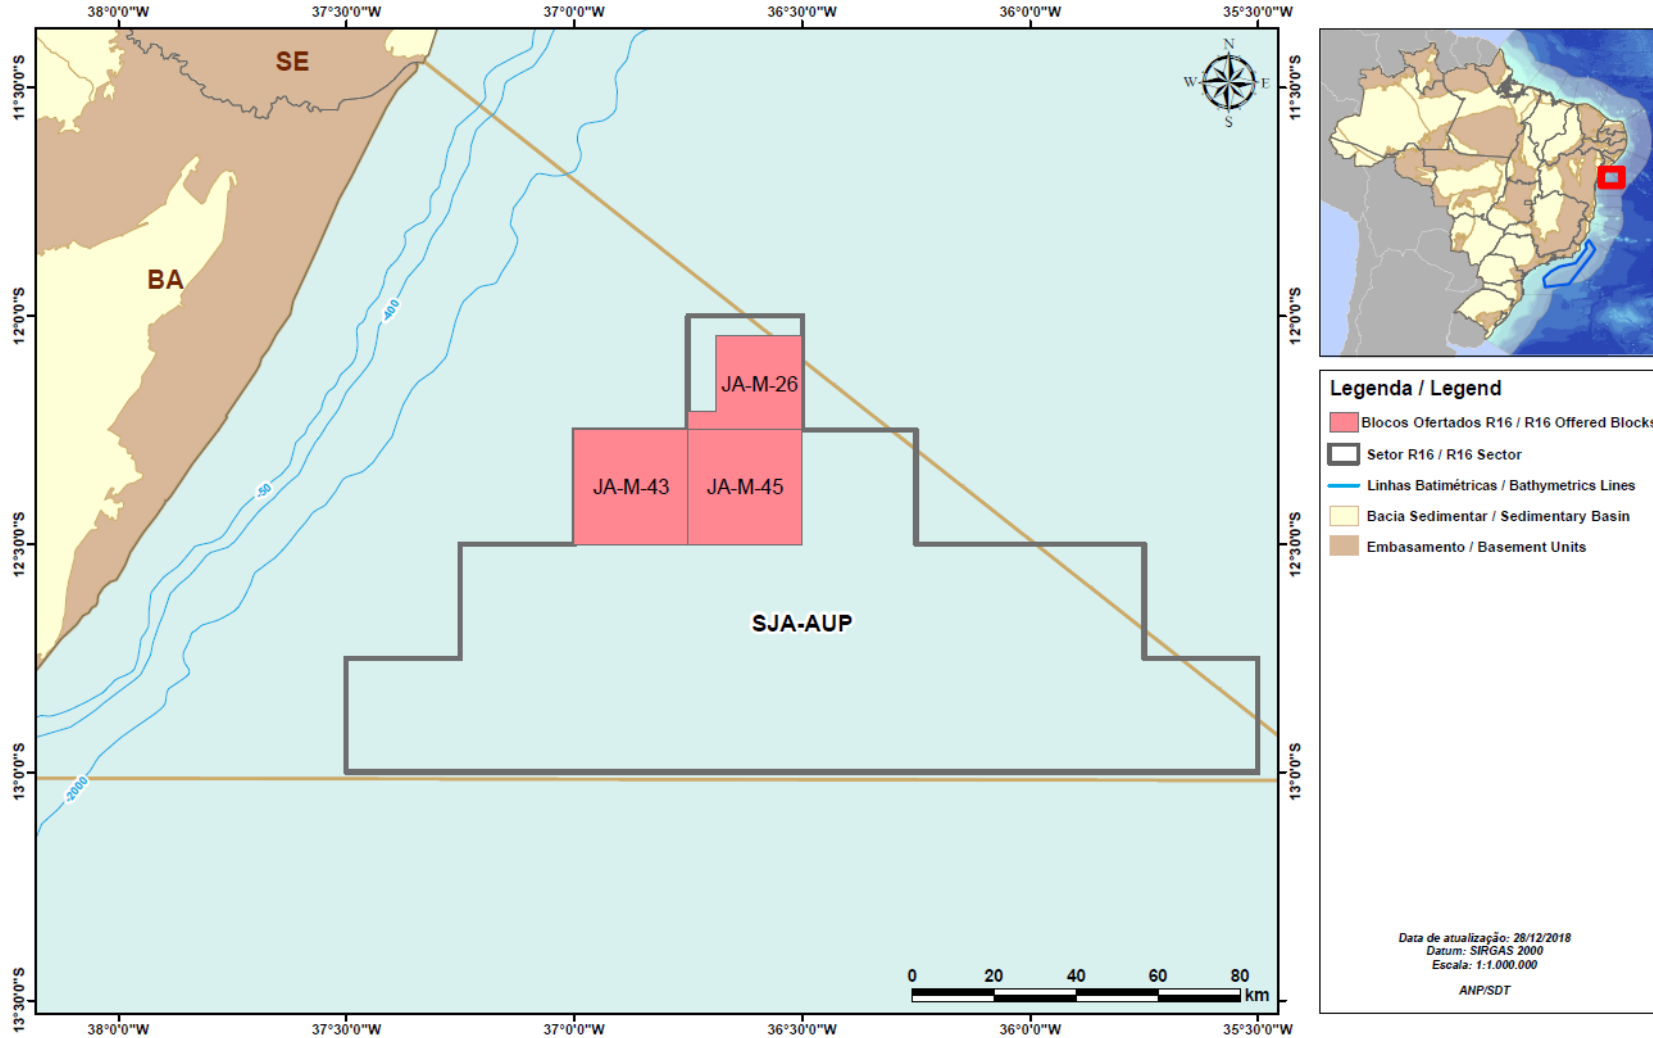 38°0'0"W 37°30'0"W 37°0'0"W 36°30'0"W 36°0'0"W 35°30'0"W
SE
N
W E
S
11°30'0"S 11°30'0"S
BA
-400
12°0'0"S 12°0'0"S
JA-M-26
-50
JA-M-43 JA-M-45
12°30'0"S 12°30'0"S
SJA-AUP
13°0'0"S 13°0'0"S
-2000
0 20 40 60 80
km
13°30'0"S 13°30'0"S
38°0'0"W 37°30'0"W 37°0'0"W 36°30'0"W 36°0'0"W 35°30'0"W
Legenda / Legend
Blocos Ofertados R16 / R16 Offered Blocks
Setor R16 / R16 Sector
Linhas Batimétricas / Bathymetrics Lines
Bacia Sedimentar / Sedimentary Basin
Embasamento / Basement Units
Data de atualização: 28/12/2018
Datum: SIRGAS 2000
Escala: 1:1.000.000
ANP/SDT